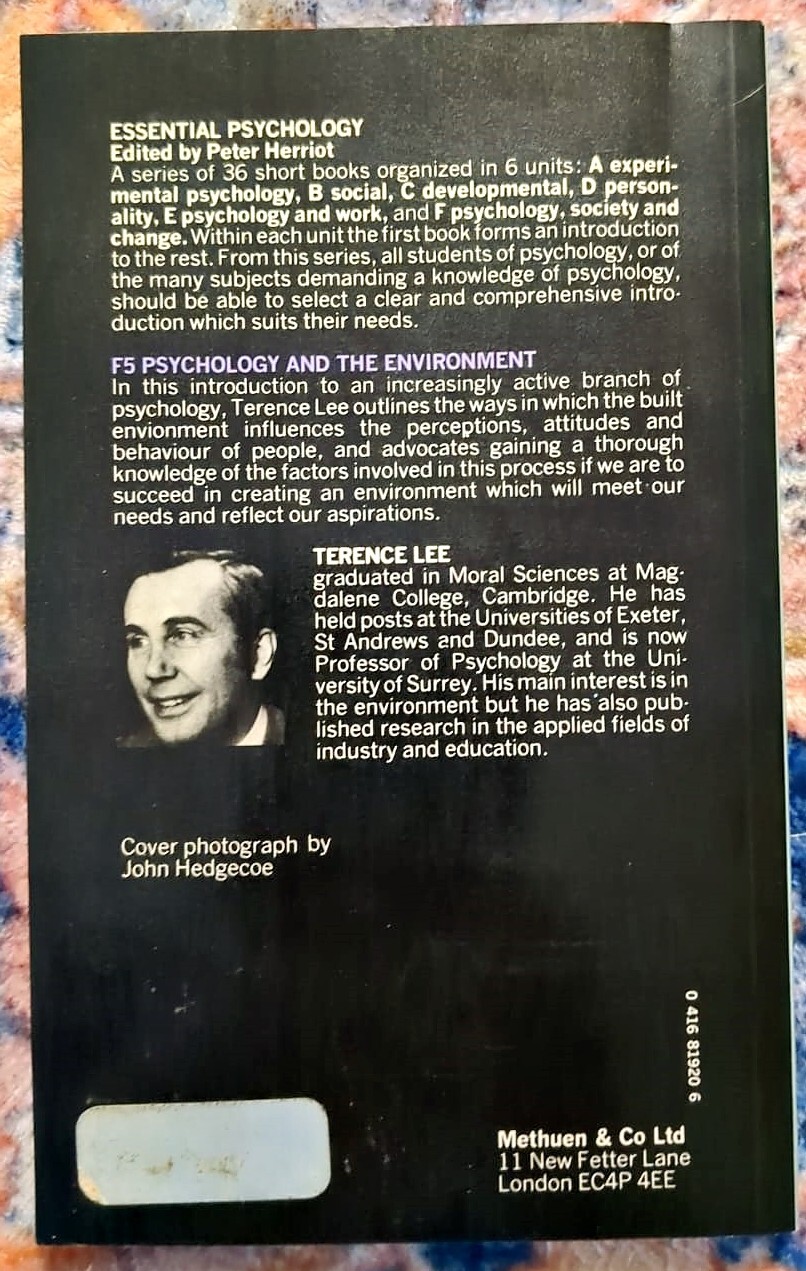 ESSENTIAL PSYCHOLOGY
Edited by Peter Herriot
A series of 36 short books organized in 6 units: A experi-
mental psychology, B social, C developmental, D person-
ality, E psychology and work, and F psychology, society and
change. Within each unit the first book forms an introduction
to the rest. From this series, all students of psychology, or of
the many subjects demanding a knowledge of psychology,
should be able to select a clear and comprehensive intro-
duction which suits their needs.
F5 PSYCHOLOGY AND THE ENVIRONMENT
In this introduction to an increasingly active branch of
psychology, Terence Lee outlines the ways in which the built
envionment influences the perceptions, attitudes and
behaviour of people, and advocates gaining a thorough
knowledge of the factors involved in this process if we are to
succeed in creating an environment which will meet our
needs and reflect our aspirations.
TERENCE LEE
graduated in Moral Sciences at Mag-
dalene College, Cambridge. He has
held posts at the Universities of Exeter,
St Andrews and Dundee, and is now
Professor of Psychology at the Uni-
versity of Surrey. His main interest is in
the environment but he has also pub-
lished research in the applied fields of
industry and education.
Cover photograph by
John Hedgecoe
0 416 81920 6
Methuen & Co Ltd
11 New Fetter Lane
London EC4P 4EE